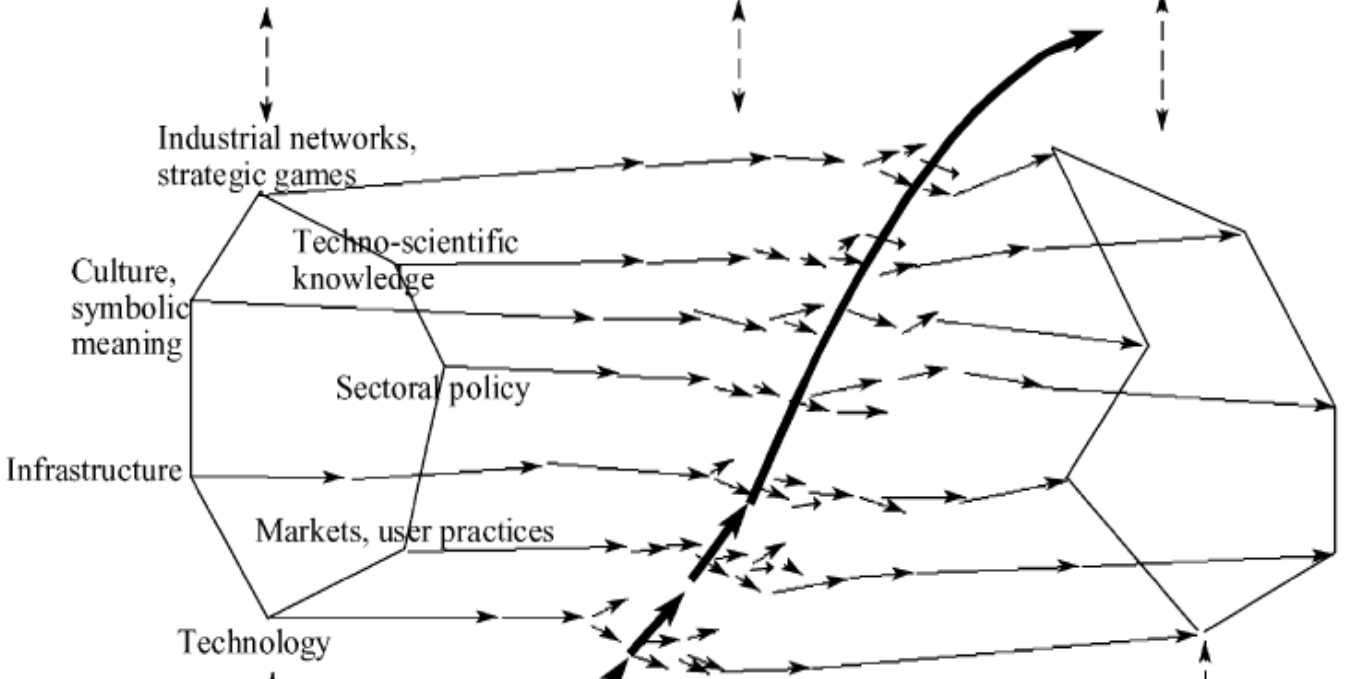 Industrial networks,
strategic games
Techno-scientific
knowledge
Culture,
symbolic
meaning
Sectoral policy
Infrastructure
Markets, user practices
Technology